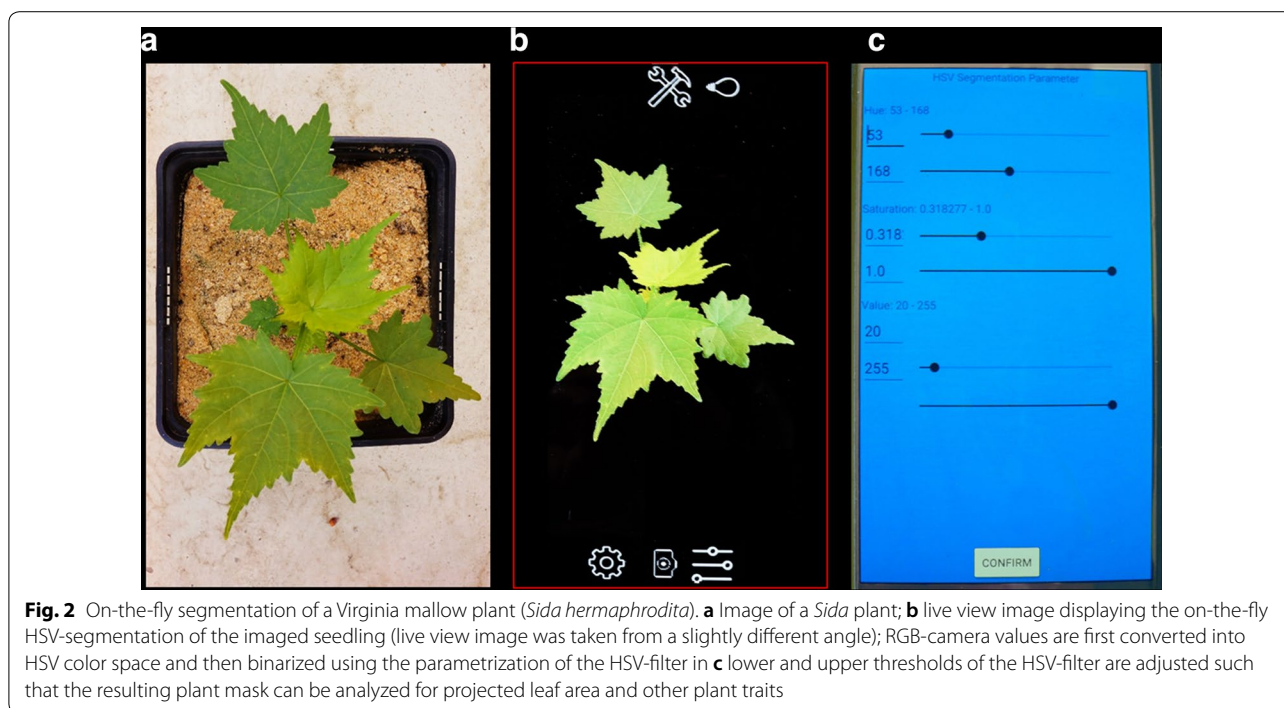 a
b
c
HSV Segmentation Parameter
Hue: 53 - 168
53
168
Saturation: 0.318277 - 1.0
0.318
1.0
Value: 20 - 255
20
255
CONFIRM
Fig. 2 On-the-fly segmentation of a Virginia mallow plant (Sida hermaphrodita). a Image of a Sida plant; b live view image displaying the on-the-fly
HSV-segmentation of the imaged seedling (live view image was taken from a slightly different angle); RGB-camera values are first converted into
HSV color space and then binarized using the parametrization of the HSV-filter in c lower and upper thresholds of the HSV-filter are adjusted such
that the resulting plant mask can be analyzed for projected leaf area and other plant traits